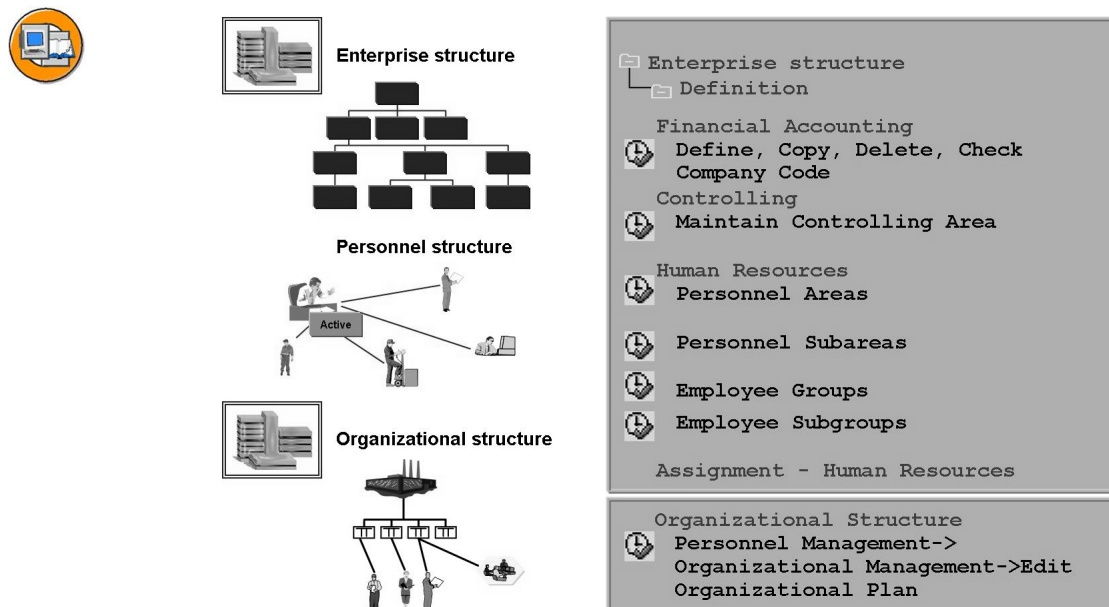 Enterprise structure
Personnel structure
Active
Organizational structure
Enterprise structure
Definition
Financial Accounting
Define, Copy, Delete, Check
Company Code
Controlling
Maintain Controlling Area
Human Resources
Personnel Areas
Personnel Subareas
Employee Groups
Employee Subgroups
Assignment - Human Resources
Organizational Structure
Personnel Management->
Organizational Management->Edit
Organizational Plan